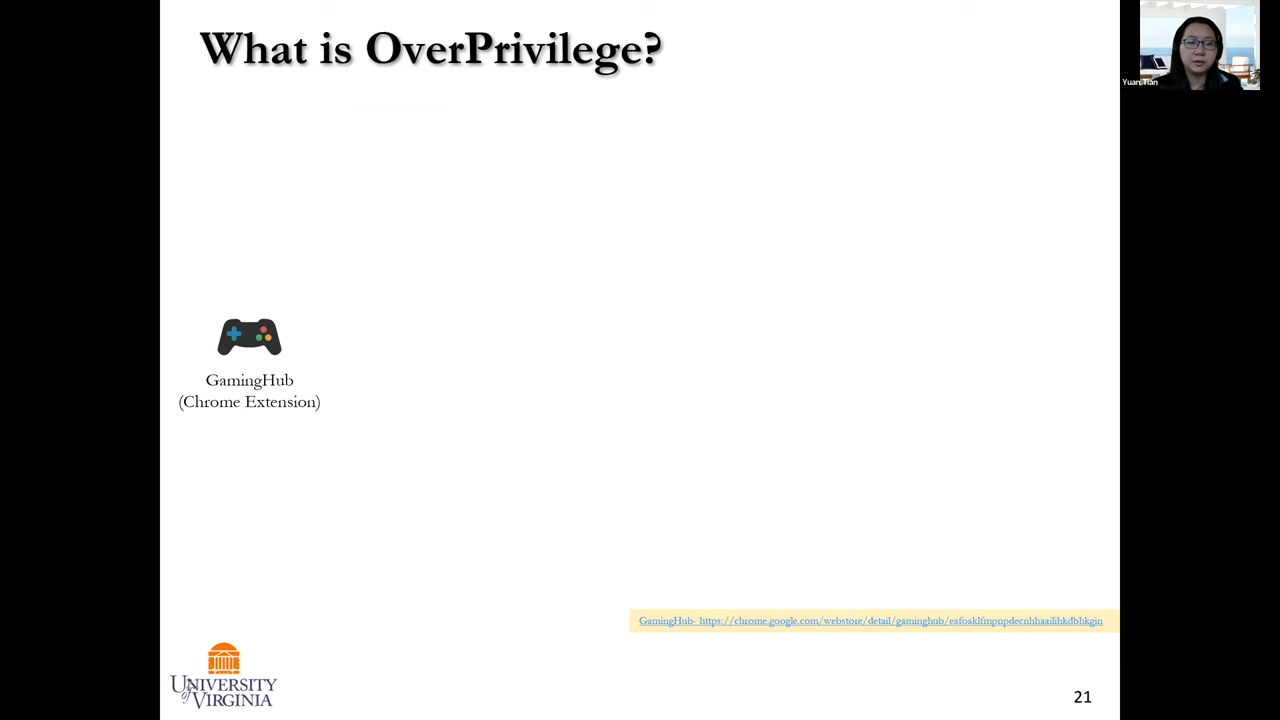 What is OverPrivilege?
Yuan Tian
GamingHub
(Chrome Extension)
GamingHub- https://chrome.google.com/webstore/detail/gaminghub/eafoaklfmpnpdecnhhaailihkdbhkgin
UNIVERSITY
of VIRGINIA
21